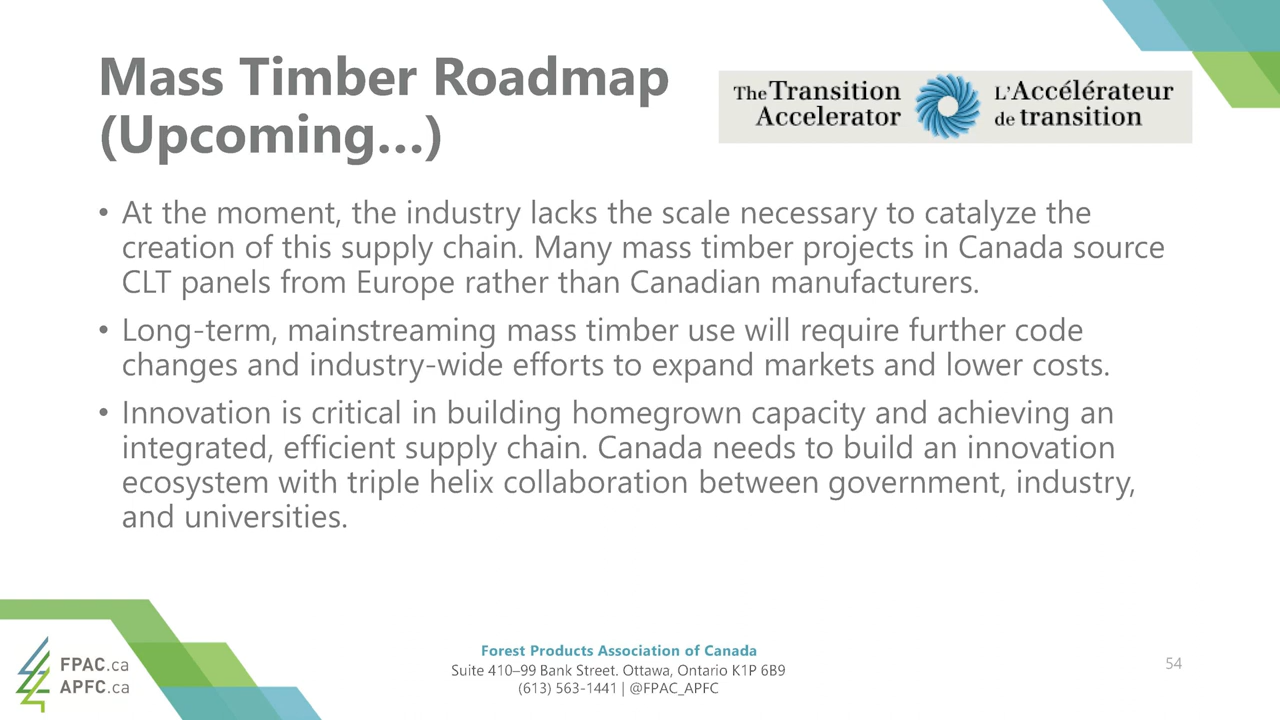 Mass Timber Roadmap
(Upcoming…)
The Transition
Accelerator
L'Accélérateur
de transition
• At the moment, the industry lacks the scale necessary to catalyze the
creation of this supply chain. Many mass timber projects in Canada source
CLT panels from Europe rather than Canadian manufacturers.
• Long-term, mainstreaming mass timber use will require further code
changes and industry-wide efforts to expand markets and lower costs.
• Innovation is critical in building homegrown capacity and achieving an
integrated, efficient supply chain. Canada needs to build an innovation
ecosystem with triple helix collaboration between government, industry,
and universities.
FPAC.ca
APFC.ca
Forest Products Association of Canada
Suite 410–99 Bank Street. Ottawa, Ontario K1P 6B9
(613) 563-1441 | @FPAC_APFC
54